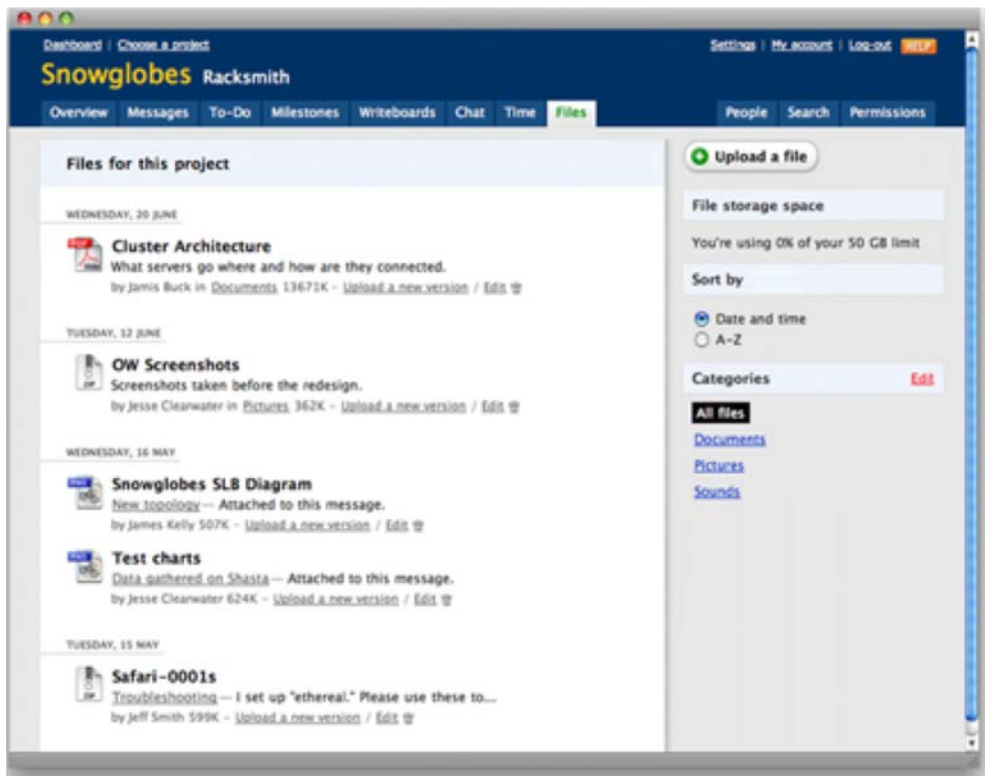 Dashboard | Choose a project
Settings | My account | Log-out HELP
Snowglobes Racksmith
Overview Messages To-Do Milestones Writeboards Chat Time Files
People Search Permissions
Files for this project
WEDNESDAY, 20 JUNE
Cluster Architecture
What servers go where and how are they connected.
by Jamis Buck in Documents 13671K – Upload a new version / Edit
TUESDAY, 12 JUNE
OW Screenshots
Screenshots taken before the redesign.
by Jesse Clearwater in Pictures 362K – Upload a new version / Edit
WEDNESDAY, 16 MAY
Snowglobes SLB Diagram
New topology — Attached to this message.
by James Kelly 507K – Upload a new version / Edit
Test charts
Data gathered on Shasta — Attached to this message.
by Jesse Clearwater 624K – Upload a new version / Edit
TUESDAY, 15 MAY
Safari-0001s
Troubleshooting — I set up "ethereal." Please use these to...
by Jeff Smith 599K – Upload a new version / Edit
Upload a file
File storage space
You're using 0% of your 50 GB limit
Sort by
Date and time
A-Z
Categories Edit
All files
Documents
Pictures
Sounds